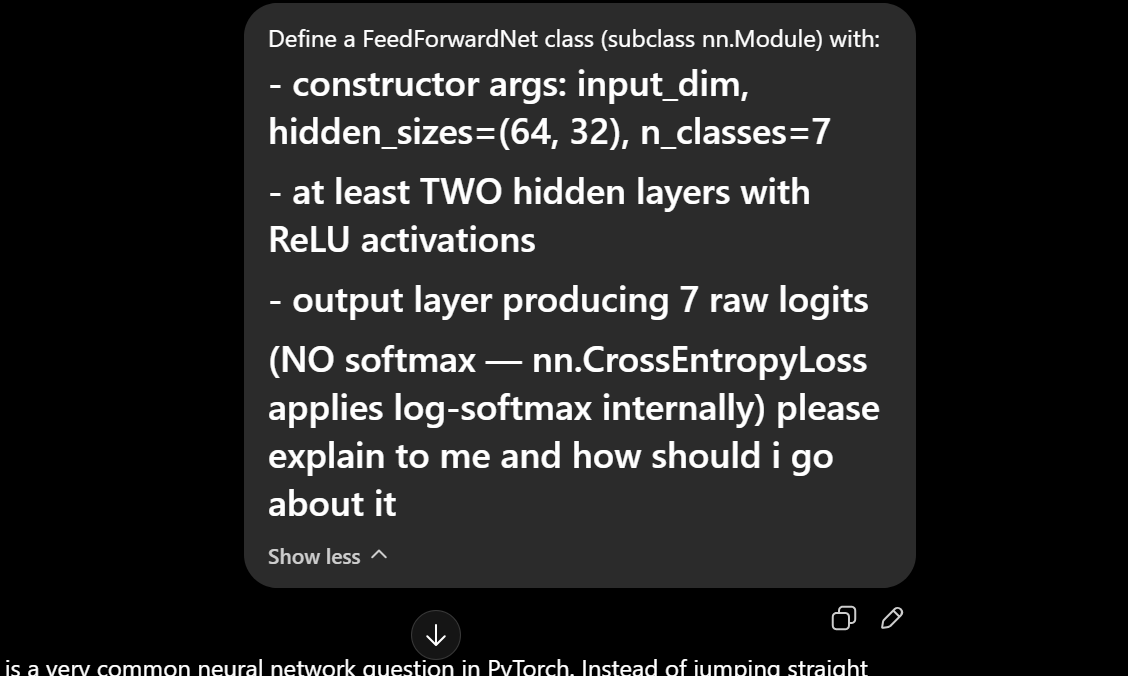 Define a FeedForwardNet class (subclass nn.Module) with:
- constructor args: input_dim,
hidden_sizes=(64, 32), n_classes=7
- at least TWO hidden layers with
ReLU activations
- output layer producing 7 raw logits
(NO softmax — nn.CrossEntropyLoss
applies log-softmax internally) please
explain to me and how should i go
about it
Show less
is a very common neural network question in PyTorch. Instead of jumping straight